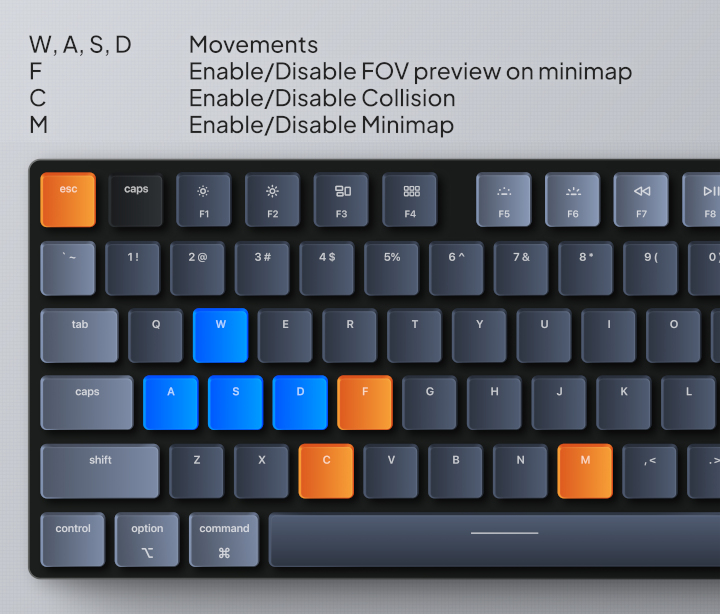 W, A, S, D Movements
F Enable/Disable FOV preview on minimap
C Enable/Disable Collision
M Enable/Disable Minimap
esc caps F1 F2 F3 F4 F5 F6 F7 F8
` ~ 1 ! 2 @ 3 # 4 $ 5% 6 ^ 7 & 8 * 9 ( 0 )
tab Q W E R T Y U I O
caps A S D F G H J K L
shift Z X C V B N M , < . >
control option command
⌥ ⌘